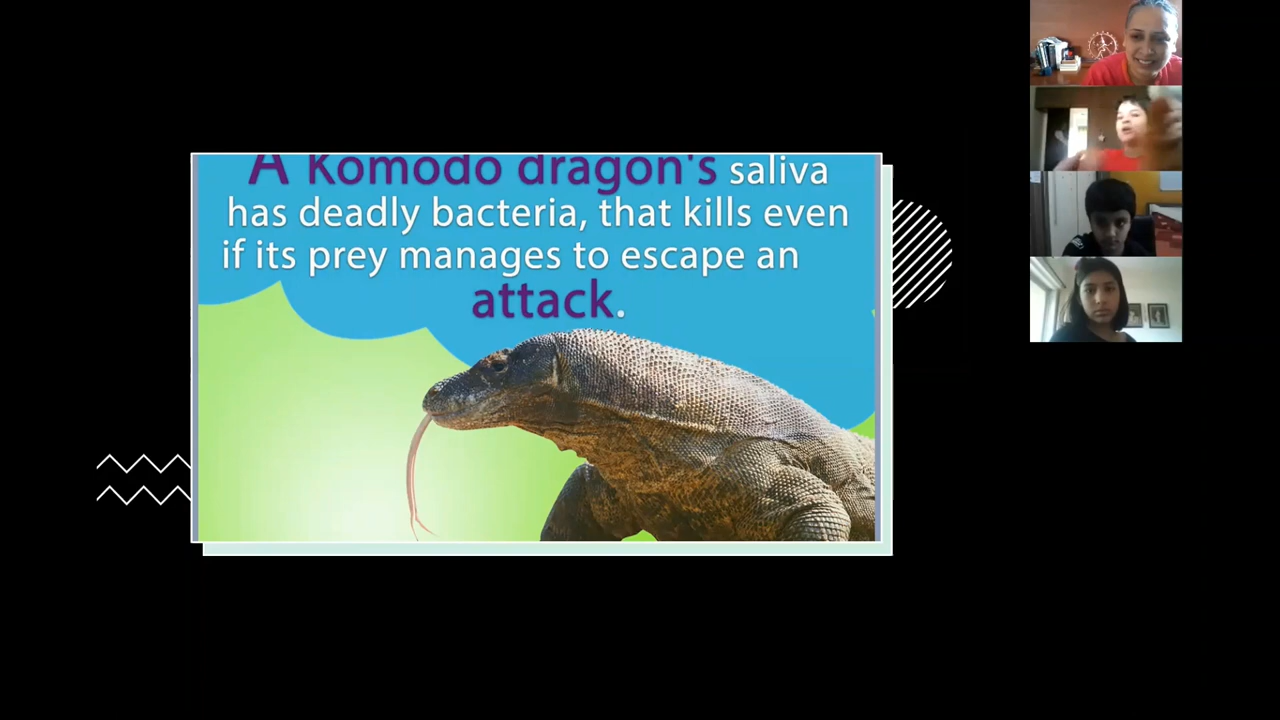 A Komodo dragon's saliva
has deadly bacteria, that kills even
if its prey manages to escape an
attack.